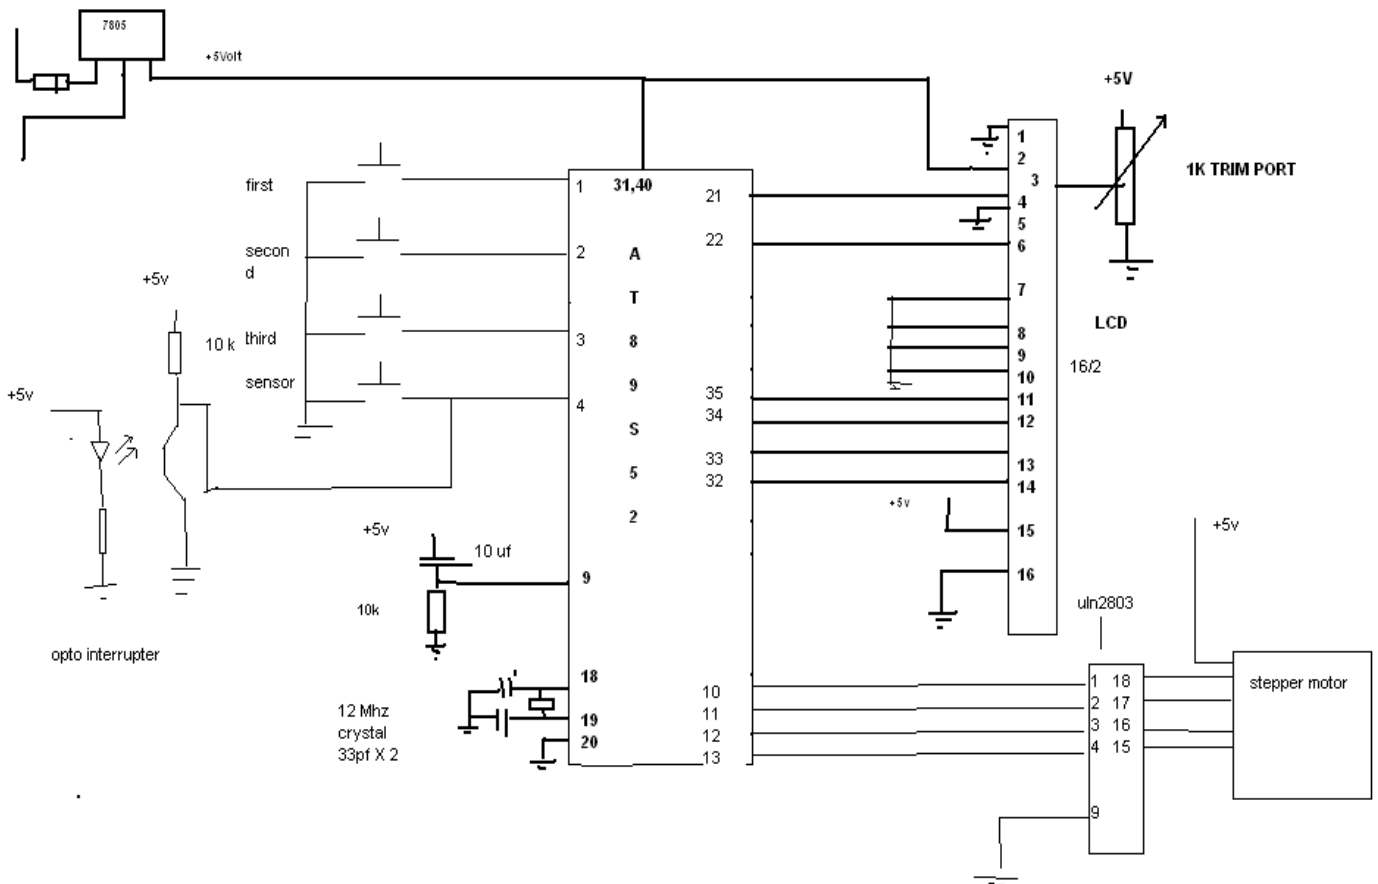 7805
+5Volt
+5V
1K TRIM PORT
first
secon
d
third
sensor
+5v
10 k
+5v
opto interrupter
+5v
10 uf
10k
12 Mhz
crystal
33pf X 2
1
2
3
4
9
18
19
20
31,40
A
T
8
9
S
5
2
21
22
35
34
33
32
10
11
12
13
1
2
3
4
5
6
7
8
9
10
11
12
13
14
15
16
LCD
16/2
+5v
uln2803
1 18
2 17
3 16
4 15
9
+5v
stepper motor